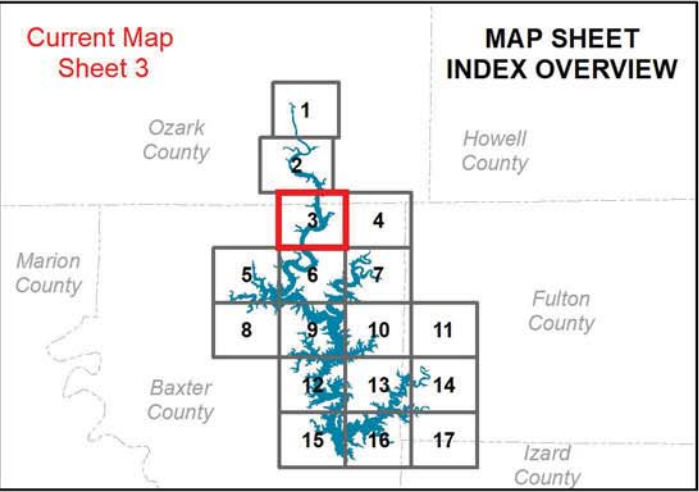 Current Map
Sheet 3
MAP SHEET
INDEX OVERVIEW
1
Ozark
County
Howell
County
2
3
4
Marion
County
5
6
7
Fulton
County
8
9
10
11
Baxter
County
12
13
14
15
16
17
Izard
County